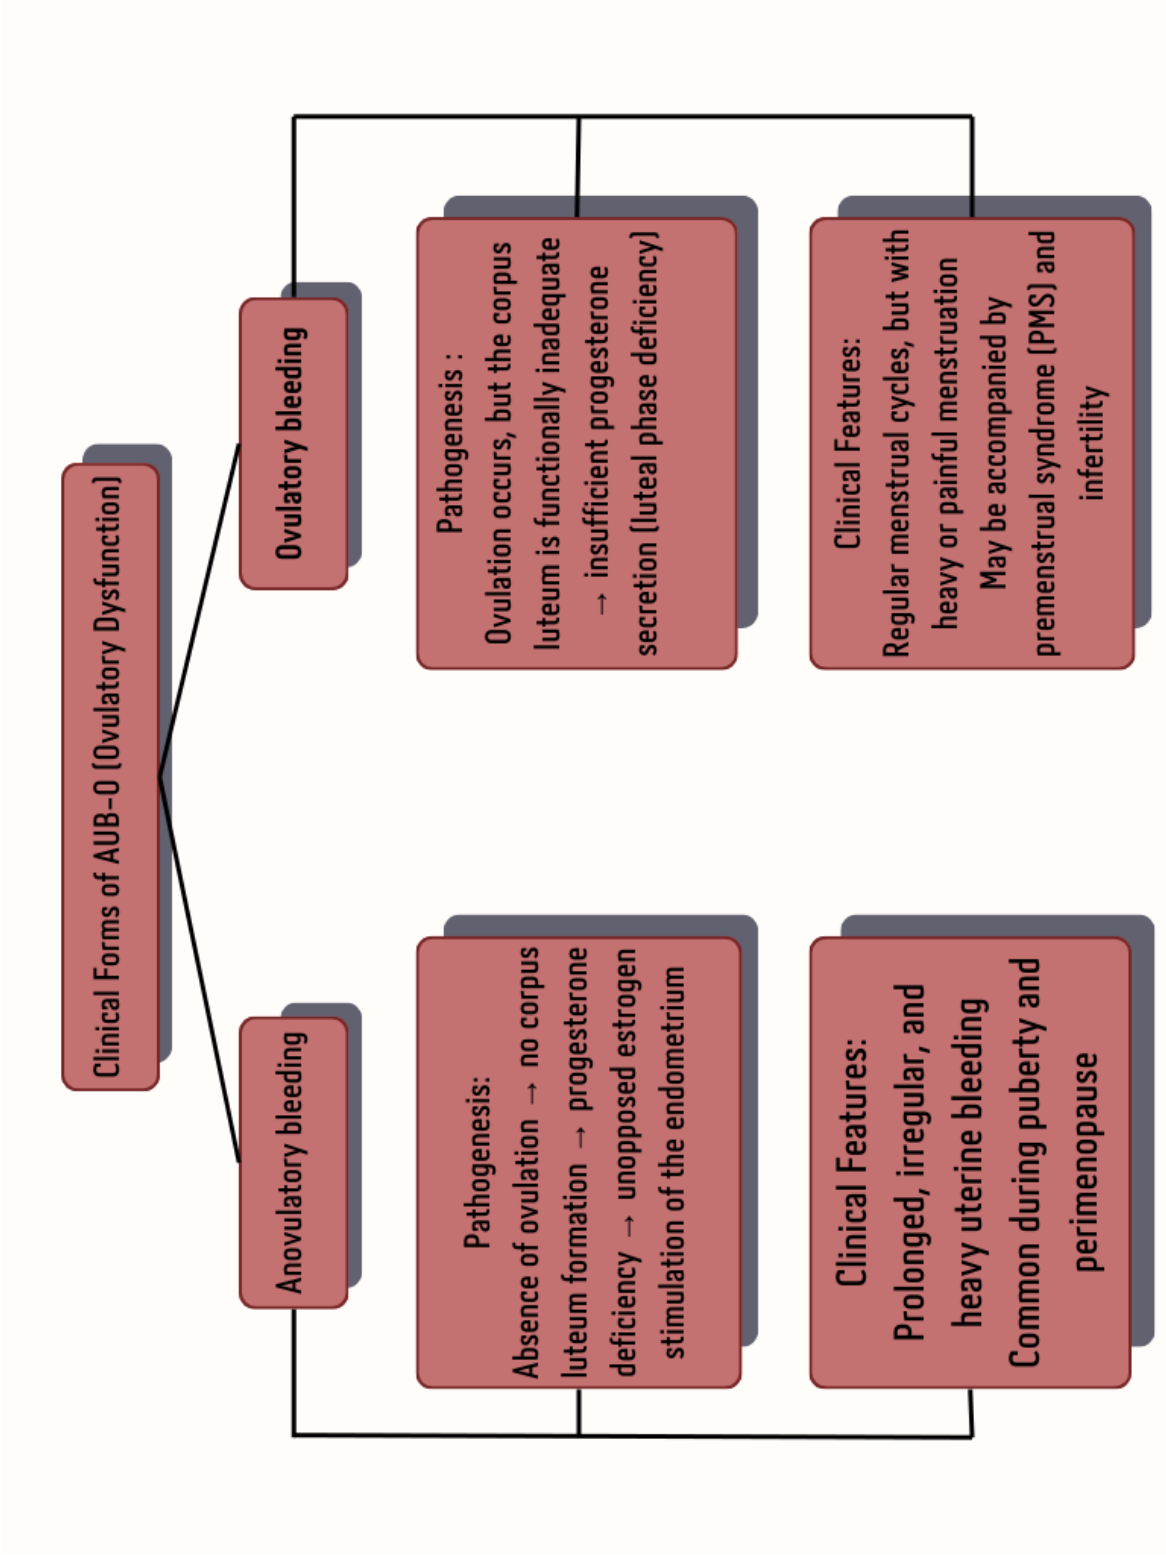 Clinical Forms of AUB-O (Ovulatory Dysfunction)
Anovulatory bleeding
Pathogenesis:
Absence of ovulation → no corpus
luteum formation → progesterone
deficiency → unopposed estrogen
stimulation of the endometrium
Clinical Features:
Prolonged, irregular, and
heavy uterine bleeding
Common during puberty and
perimenopause
Ovulatory bleeding
Pathogenesis :
Ovulation occurs, but the corpus
luteum is functionally inadequate
→ insufficient progesterone
secretion (luteal phase deficiency)
Clinical Features:
Regular menstrual cycles, but with
heavy or painful menstruation
May be accompanied by
premenstrual syndrome (PMS) and
infertility